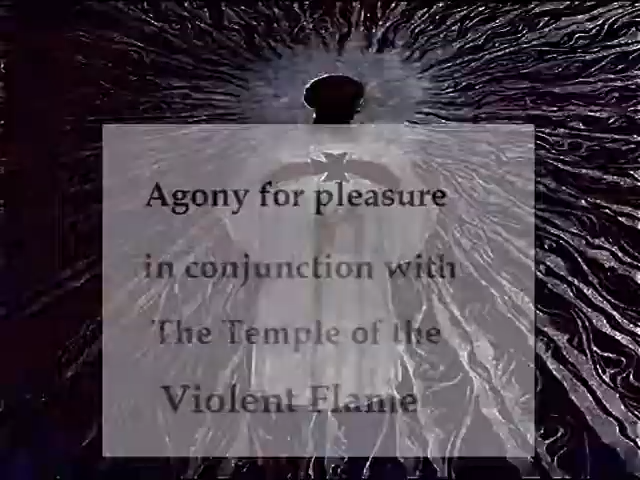 Agony for pleasure
in conjunction with
The Temple of the
Violent Flame